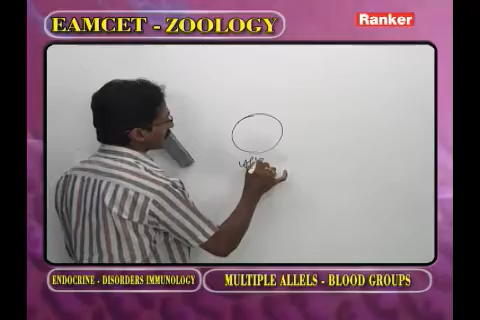 EAMCET - ZOOLOGY
Ranker
ENDOCRINE - DISORDERS IMMUNOLOGY
MULTIPLE ALLELS - BLOOD GROUPS